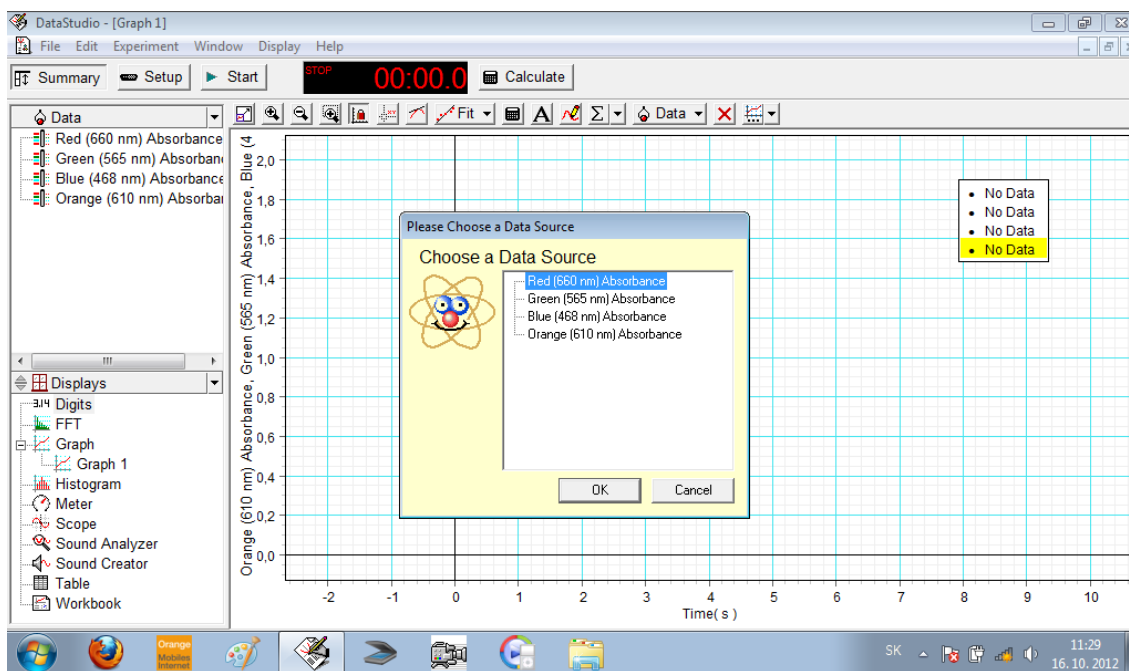 DataStudio - [Graph 1]
File Edit Experiment Window Display Help
Summary Setup Start STOP 00:00.0 Calculate
Data
Red (660 nm) Absorbance
Green (565 nm) Absorban
Blue (468 nm) Absorbance
Orange (610 nm) Absorbar
Displays
3.14 Digits
FFT
Graph
Graph 1
Histogram
Meter
Scope
Sound Analyzer
Sound Creator
Table
Workbook
Fit A Σ Data
Orange (610 nm) Absorbance, Green (565 nm) Absorbance, Blue (4
2,0
1,8
1,6
1,4
1,2
1,0
0,8
0,6
0,4
0,2
0,0
-2 -1 0 1 2 3 4 5 6 7 8 9 10
Time( s )
No Data
No Data
No Data
No Data
Please Choose a Data Source
Choose a Data Source
Red (660 nm) Absorbance
Green (565 nm) Absorbance
Blue (468 nm) Absorbance
Orange (610 nm) Absorbance
OK Cancel
Orange
Mobiles
Internet
SK
11:29
16. 10. 2012